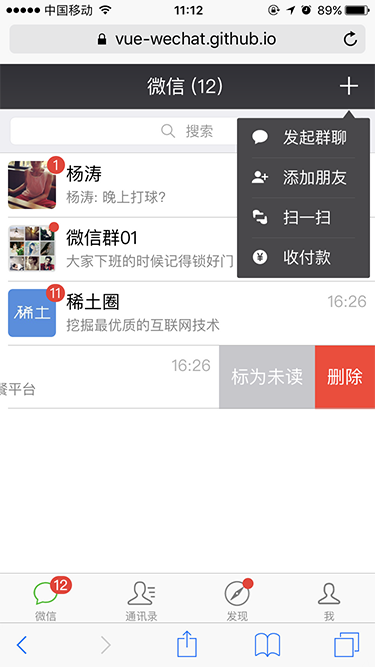 中国移动 11:12 89%
vue-wechat.github.io
微信 (12)
搜索
发起群聊
添加朋友
扫一扫
收付款
1
杨涛
杨涛: 晚上打球?
微信群01
大家下班的时候记得锁好门
11
稀土
稀土圈 16:26
挖掘最优质的互联网技术
16:26
餐平台
标为未读 删除
12
微信 通讯录 发现 我